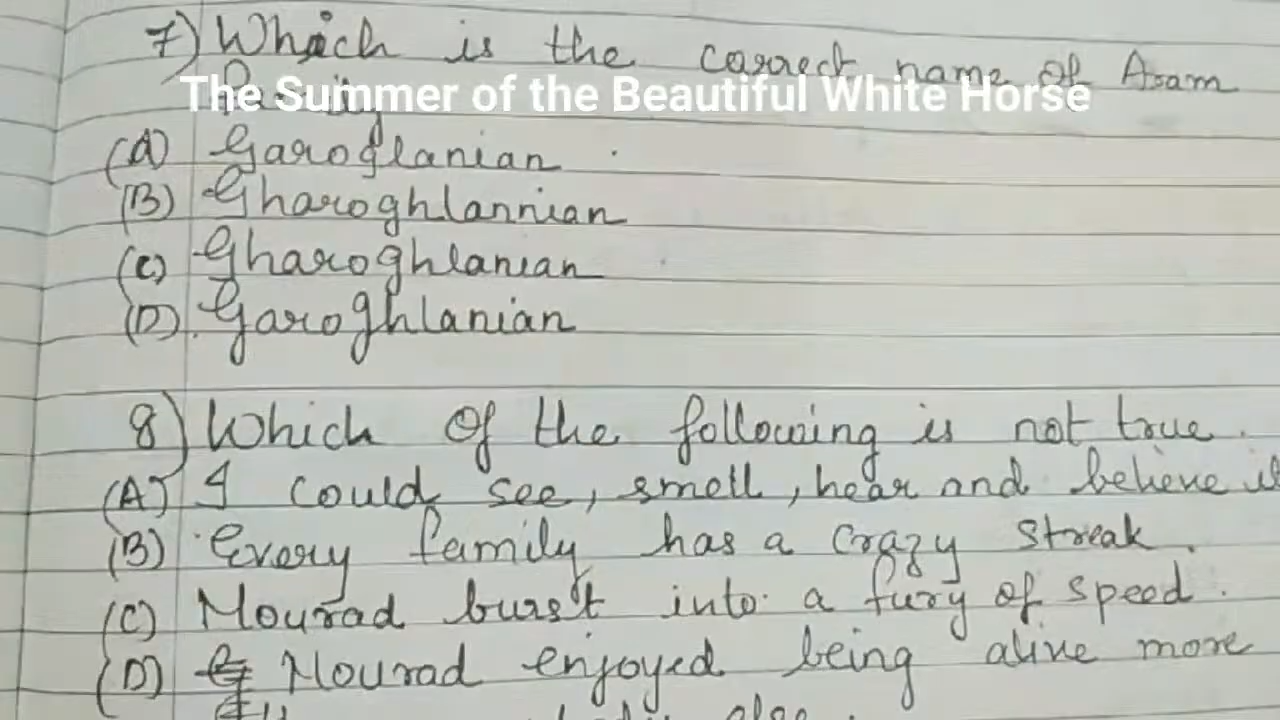 7) Which is the correct name of Aram
The Summer of the Beautiful White Horse
(A) Garoglanian
(B) Gharoghlannian
(C) Gharoghlanian
(D) Garoghlanian
8) Which of the following is not true.
(A) I could see, smell, hear and believe
(B) Every family has a crazy streak.
(C) Mourad burst into a fury of speed.
(D) Mourad enjoyed being alive more